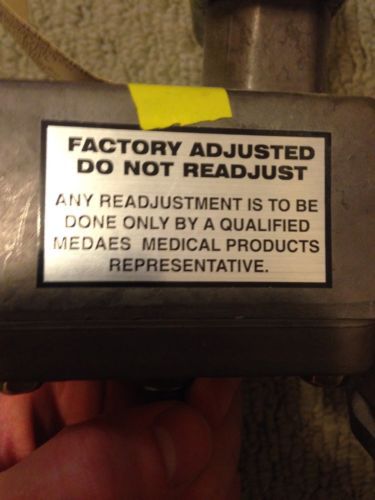 FACTORY ADJUSTED
DO NOT READJUST
ANY READJUSTMENT IS TO BE
DONE ONLY BY A QUALIFIED
MEDAES MEDICAL PRODUCTS
REPRESENTATIVE.